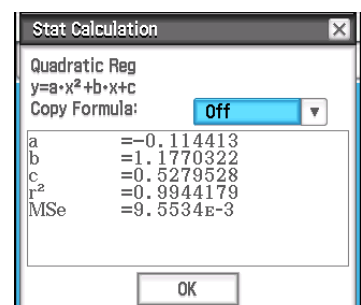 Stat Calculation
Quadratic Reg
y=a·x²+b·x+c
Copy Formula: Off
a =-0.114413
b =1.1770322
c =0.5279528
r² =0.9944179
MSe =9.5534ᴇ-3
OK